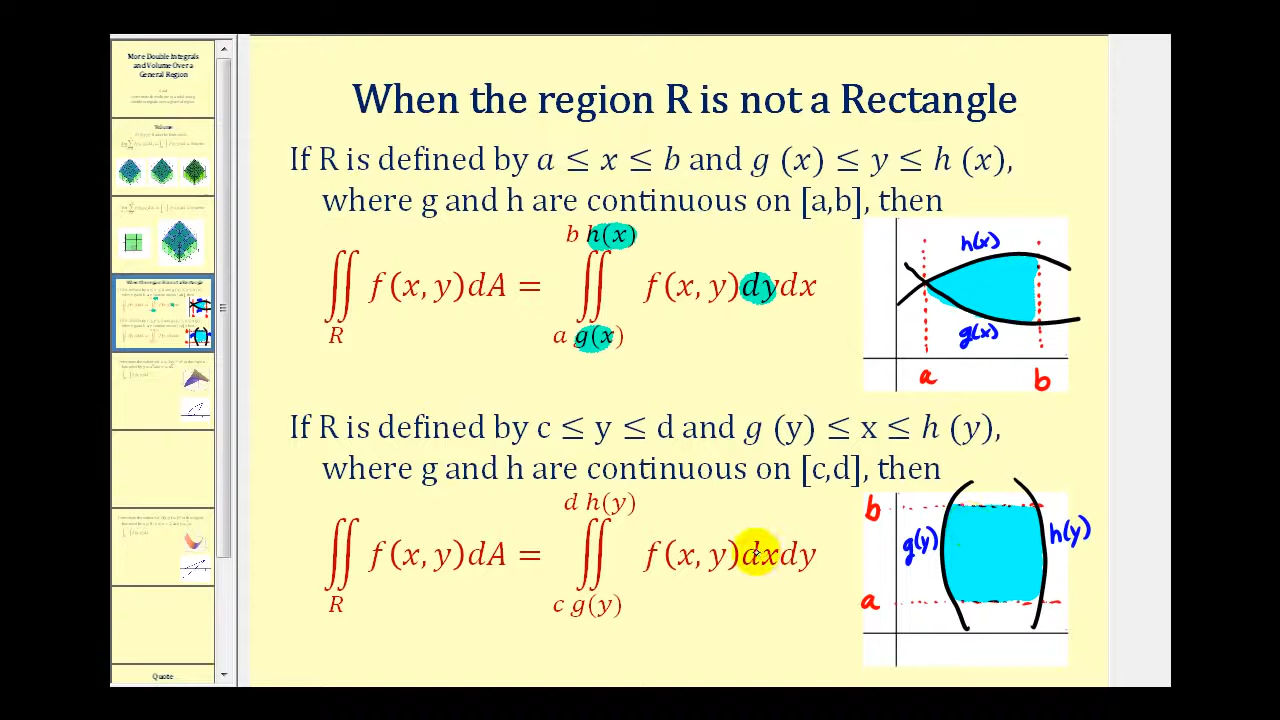 More Double Integrals
and Volume Over a
General Region
Volume
When the region R is not a Rectangle
If R is defined by a ≤ x ≤ b and g (x) ≤ y ≤ h (x),
where g and h are continuous on [a,b], then
b h(x)
∬ f(x, y)dA = ∬ f(x, y)dydx
R a g(x)
h(x)
g(x)
a b
If R is defined by c ≤ y ≤ d and g (y) ≤ x ≤ h (y),
where g and h are continuous on [c,d], then
d h(y)
∬ f(x, y)dA = ∬ f(x, y)dxdy
R c g(y)
b
g(y) h(y)
a
Quote